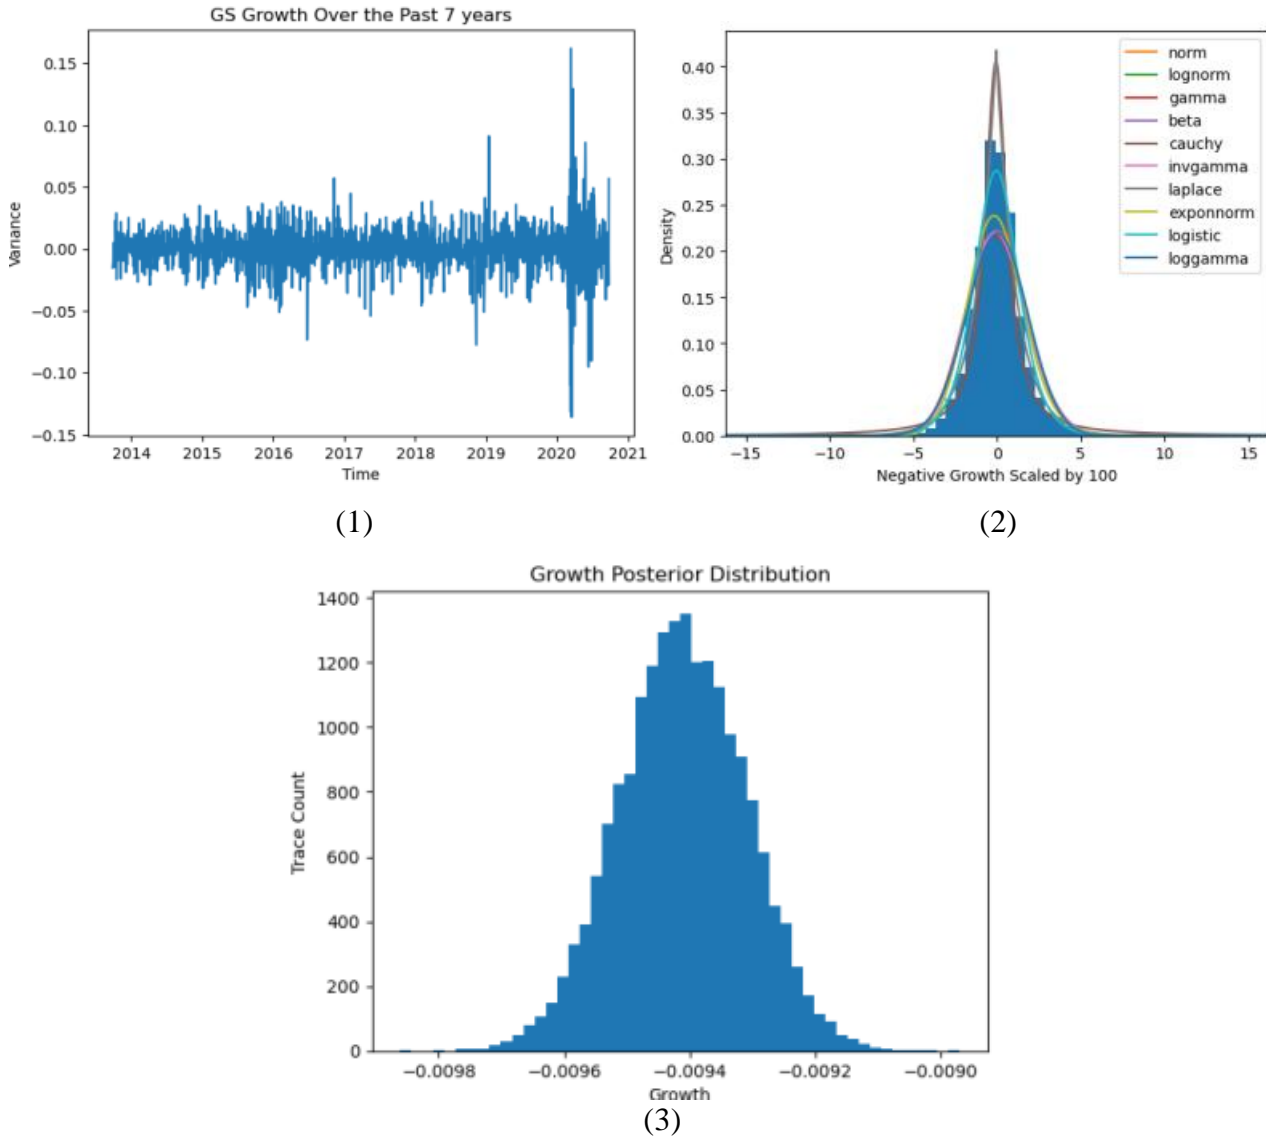 GS Growth Over the Past 7 years
0.15
0.10
0.05
0.00
−0.05
−0.10
−0.15
Variance
2014 2015 2016 2017 2018 2019 2020 2021
Time
(1)
0.40
0.35
0.30
0.25
0.20
0.15
0.10
0.05
0.00
Density
norm
lognorm
gamma
beta
cauchy
invgamma
laplace
exponnorm
logistic
loggamma
−15 −10 −5 0 5 10 15
Negative Growth Scaled by 100
(2)
Growth Posterior Distribution
1400
1200
1000
800
600
400
200
0
Trace Count
−0.0098 −0.0096 −0.0094 −0.0092 −0.0090
Growth
(3)